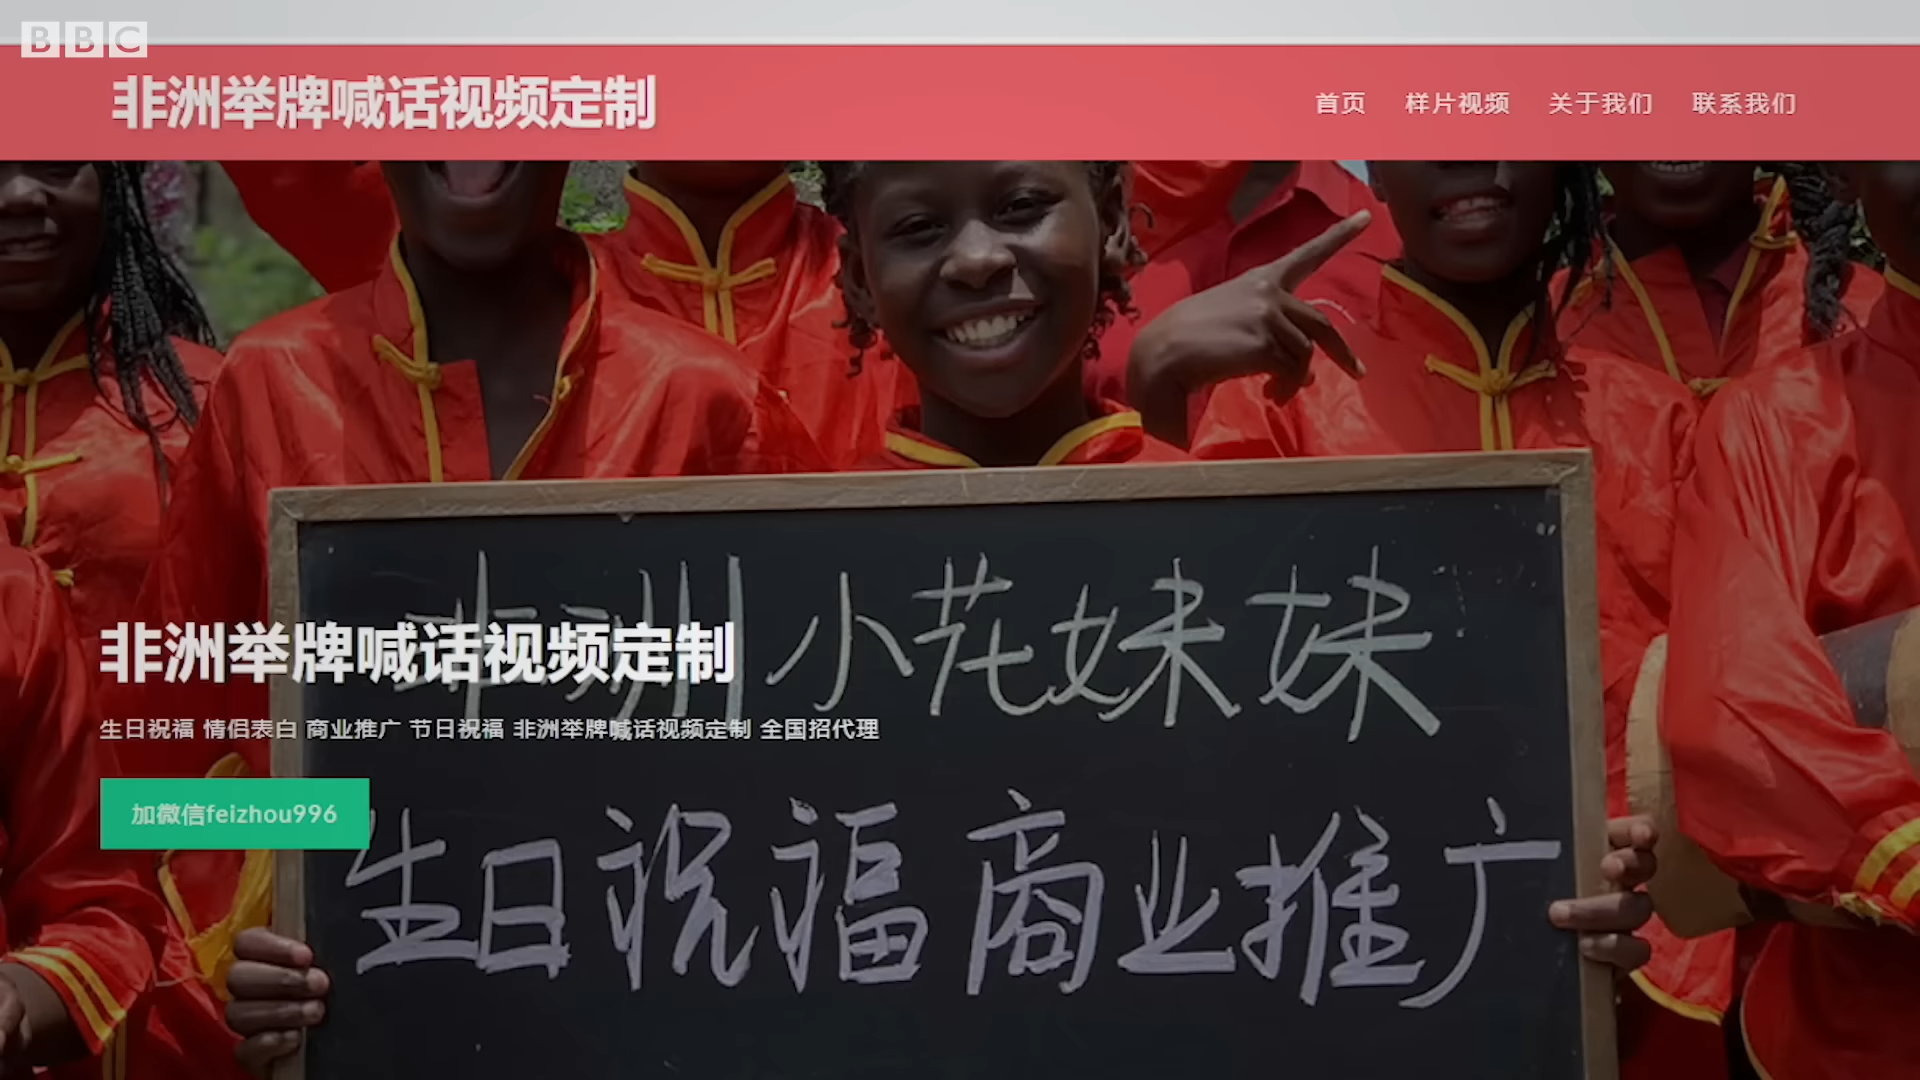 BBC
非洲举牌喊话视频定制
首页 样片视频 关于我们 联系我们
非洲小花妹妹
非洲举牌喊话视频定制
生日祝福 情侣表白 商业推广 节日祝福 非洲举牌喊话视频定制 全国招代理
加微信feizhou996
生日祝福商业推广